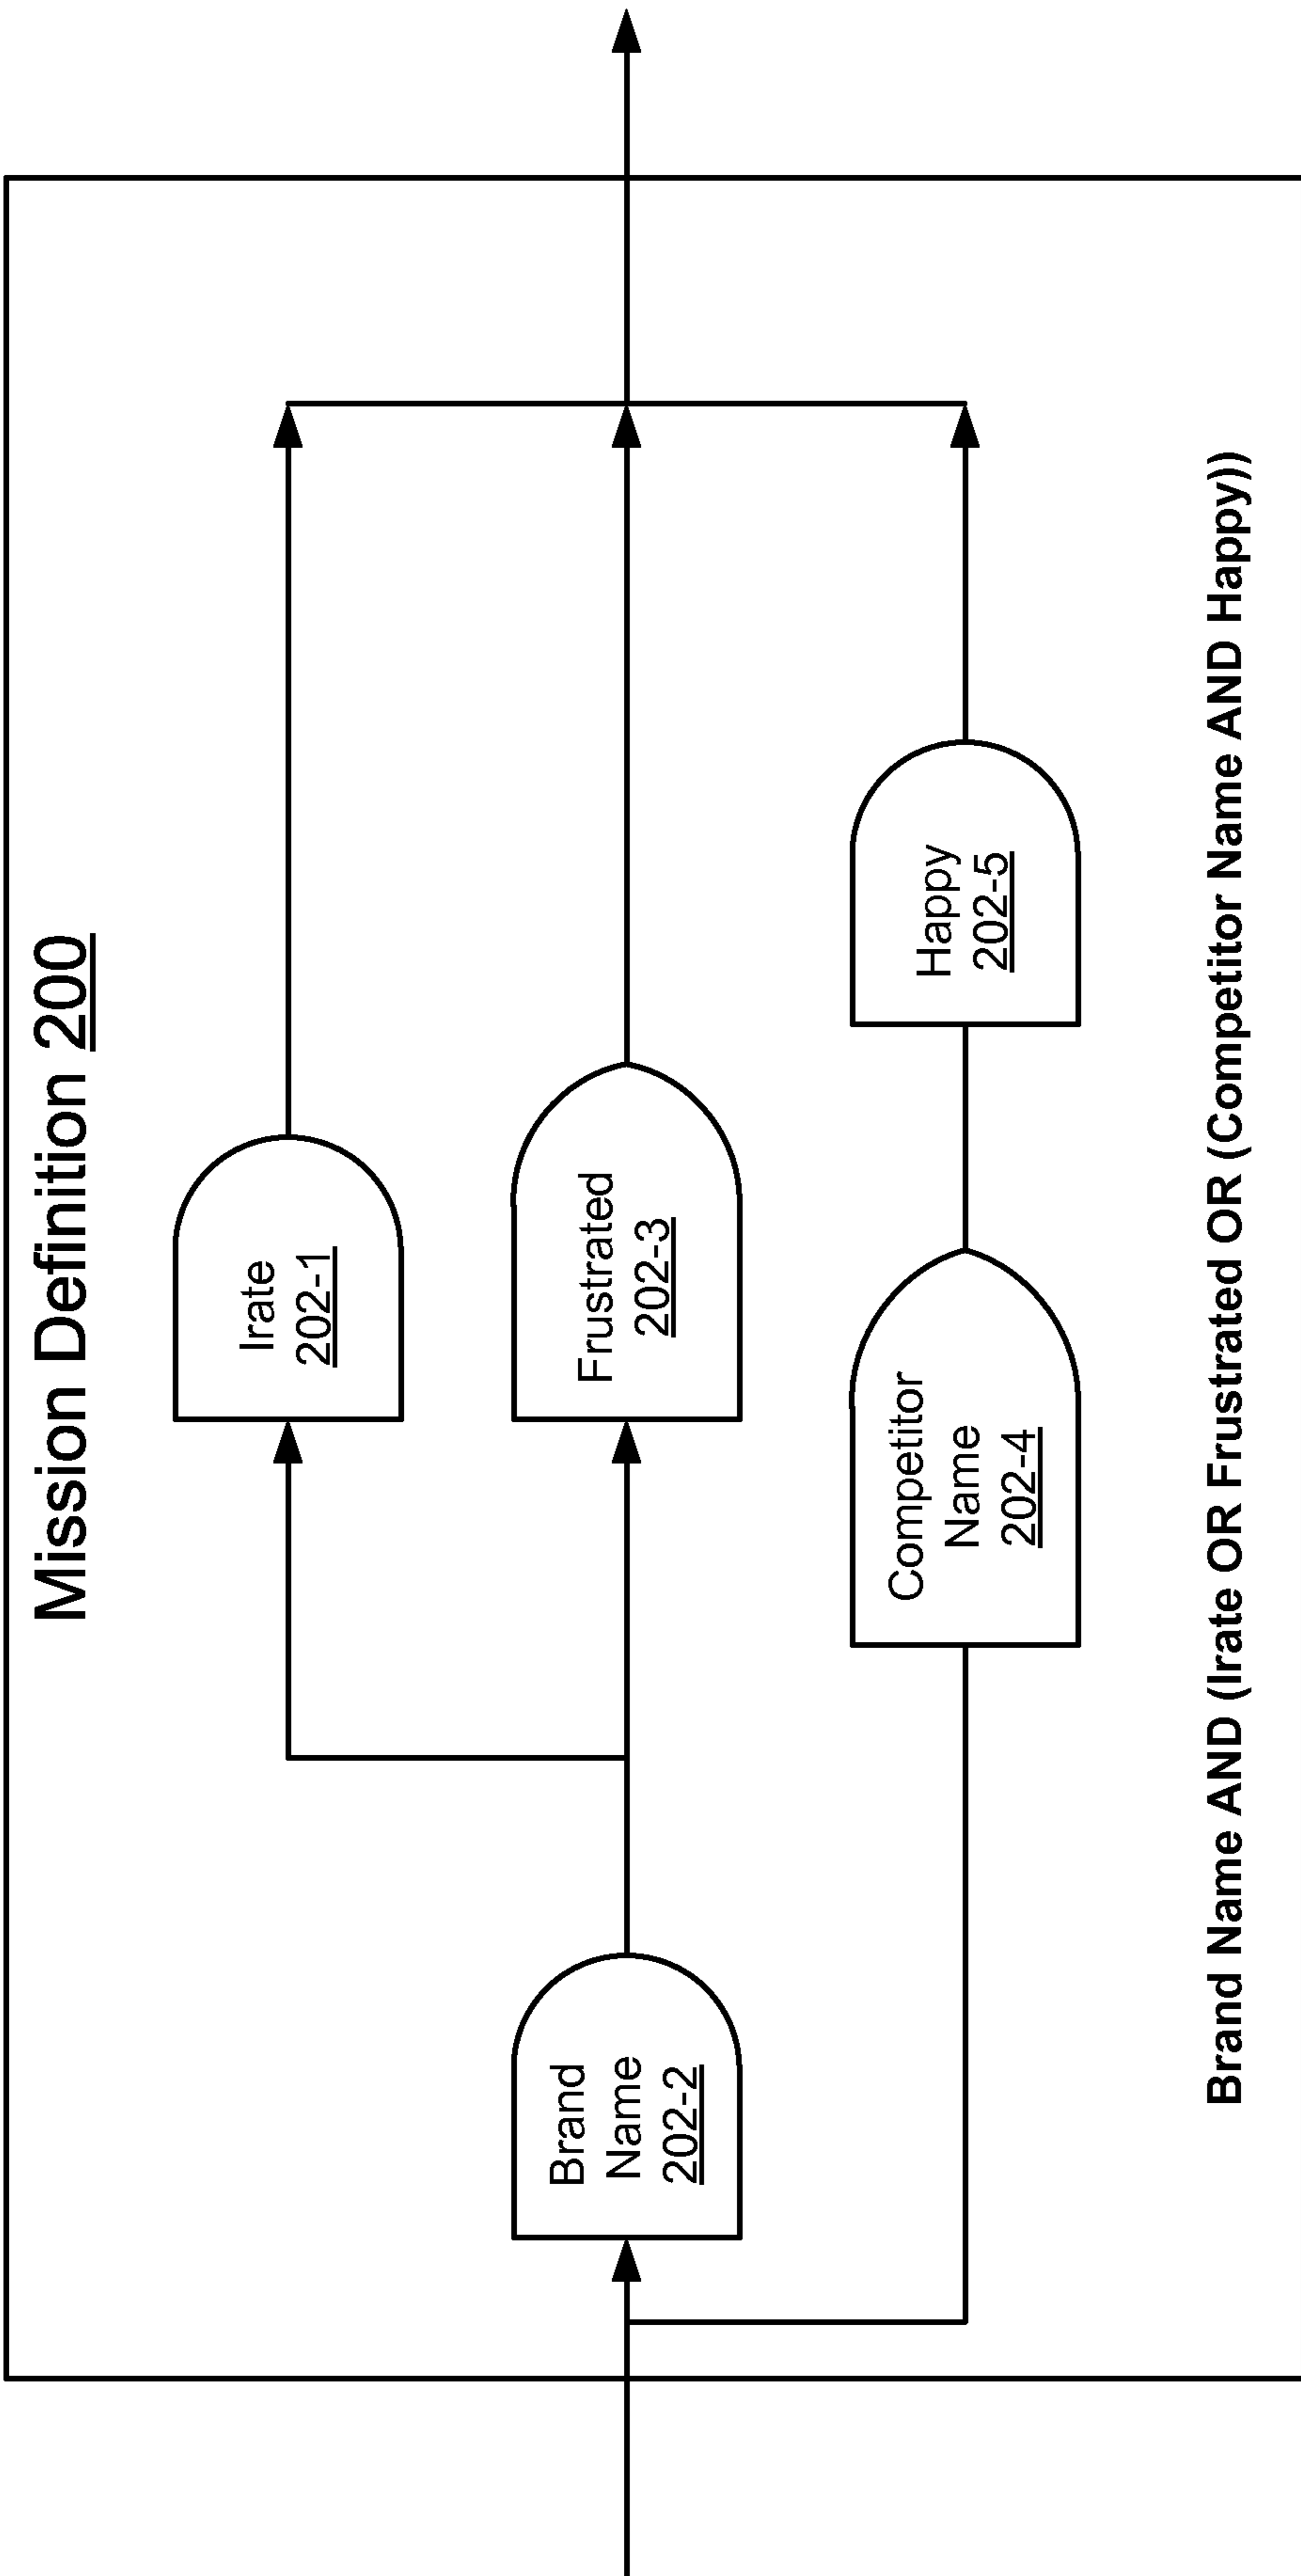 Mission Definition 200
Irate
202-1
Brand
Name
202-2
Frustrated
202-3
Competitor
Name
202-4
Happy
202-5
Brand Name AND (Irate OR Frustrated OR (Competitor Name AND Happy))